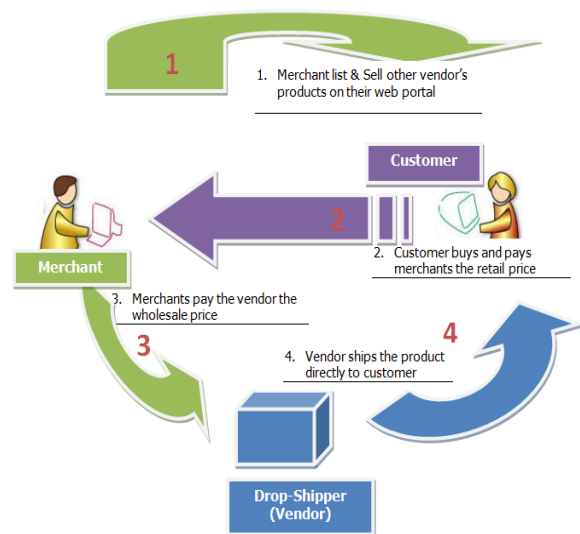 1
1. Merchant list & Sell other vendor's
products on their web portal
Customer
2
2. Customer buys and pays
merchants the retail price
Merchant
3. Merchants pay the vendor the
wholesale price
3
4
4. Vendor ships the product
directly to customer
Drop-Shipper
(Vendor)